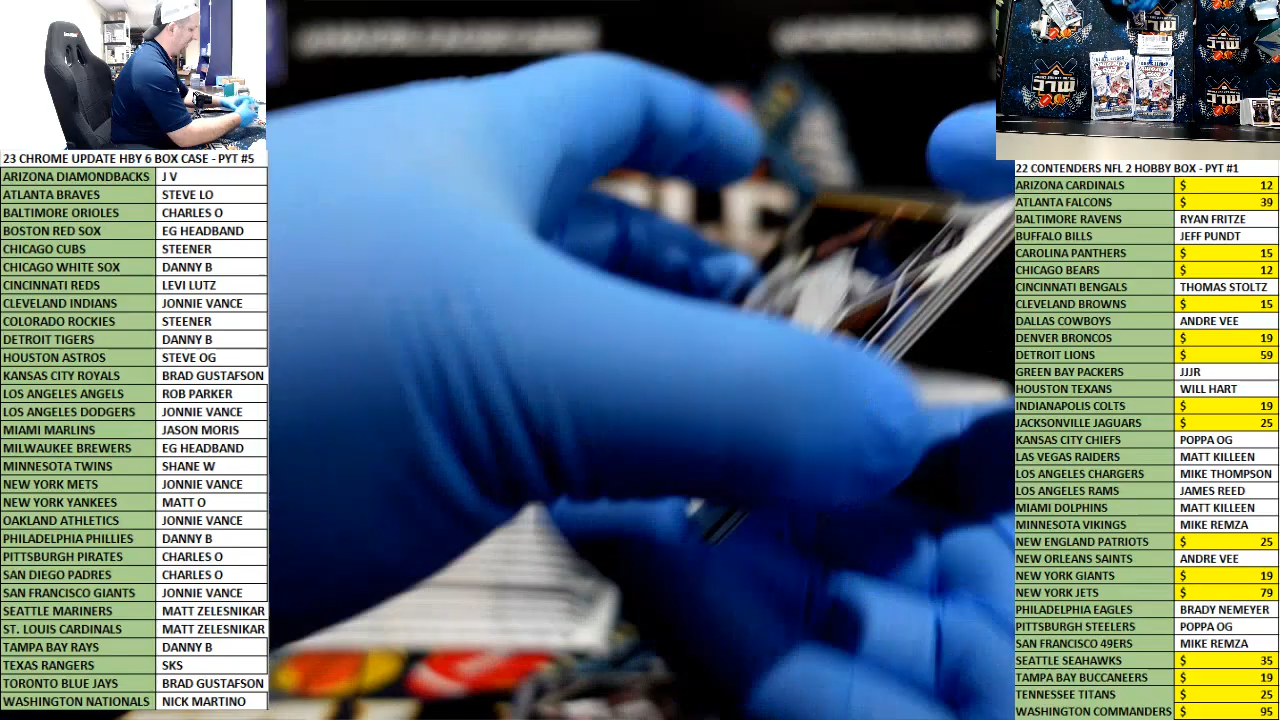 23 CHROME UPDATE HBY 6 BOX CASE - PYT #5
ARIZONA DIAMONDBACKS J V
ATLANTA BRAVES STEVE LO
BALTIMORE ORIOLES CHARLES O
BOSTON RED SOX EG HEADBAND
CHICAGO CUBS STEENER
CHICAGO WHITE SOX DANNY B
CINCINNATI REDS LEVI LUTZ
CLEVELAND INDIANS JONNIE VANCE
COLORADO ROCKIES STEENER
DETROIT TIGERS DANNY B
HOUSTON ASTROS STEVE OG
KANSAS CITY ROYALS BRAD GUSTAFSON
LOS ANGELES ANGELS ROB PARKER
LOS ANGELES DODGERS JONNIE VANCE
MIAMI MARLINS JASON MORIS
MILWAUKEE BREWERS EG HEADBAND
MINNESOTA TWINS SHANE W
NEW YORK METS JONNIE VANCE
NEW YORK YANKEES MATT O
OAKLAND ATHLETICS JONNIE VANCE
PHILADELPHIA PHILLIES DANNY B
PITTSBURGH PIRATES CHARLES O
SAN DIEGO PADRES CHARLES O
SAN FRANCISCO GIANTS JONNIE VANCE
SEATTLE MARINERS MATT ZELESNIKAR
ST. LOUIS CARDINALS MATT ZELESNIKAR
TAMPA BAY RAYS DANNY B
TEXAS RANGERS SKS
TORONTO BLUE JAYS BRAD GUSTAFSON
WASHINGTON NATIONALS NICK MARTINO
22 CONTENDERS NFL 2 HOBBY BOX - PYT #1
ARIZONA CARDINALS $ 12
ATLANTA FALCONS $ 39
BALTIMORE RAVENS RYAN FRITZE
BUFFALO BILLS JEFF PUNDT
CAROLINA PANTHERS $ 15
CHICAGO BEARS $ 12
CINCINNATI BENGALS THOMAS STOLTZ
CLEVELAND BROWNS $ 15
DALLAS COWBOYS ANDRE VEE
DENVER BRONCOS $ 19
DETROIT LIONS $ 59
GREEN BAY PACKERS JJJR
HOUSTON TEXANS WILL HART
INDIANAPOLIS COLTS $ 19
JACKSONVILLE JAGUARS $ 25
KANSAS CITY CHIEFS POPPA OG
LAS VEGAS RAIDERS MATT KILLEEN
LOS ANGELES CHARGERS MIKE THOMPSON
LOS ANGELES RAMS JAMES REED
MIAMI DOLPHINS MATT KILLEEN
MINNESOTA VIKINGS MIKE REMZA
NEW ENGLAND PATRIOTS $ 25
NEW ORLEANS SAINTS ANDRE VEE
NEW YORK GIANTS $ 19
NEW YORK JETS $ 79
PHILADELPHIA EAGLES BRADY NEMEYER
PITTSBURGH STEELERS POPPA OG
SAN FRANCISCO 49ERS MIKE REMZA
SEATTLE SEAHAWKS $ 35
TAMPA BAY BUCCANEERS $ 19
TENNESSEE TITANS $ 25
WASHINGTON COMMANDERS $ 95